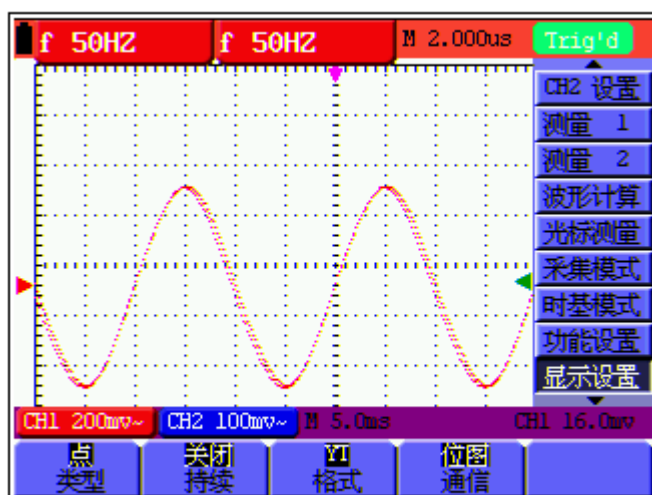 f 50HZ f 50HZ M 2.000us Trig'd
CH2 设置
测量 1
测量 2
波形计算
光标测量
采集模式
时基模式
功能设置
显示设置
CH1 200mv~ CH2 100mv~ M 5.0ms CH1 16.0mv
点 关闭 YT 位图
类型 持续 格式 通信